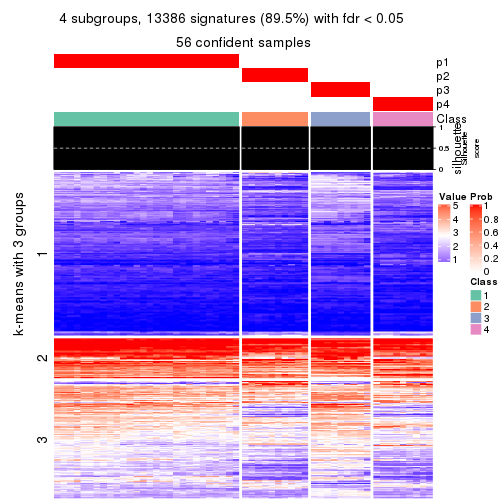 4 subgroups, 13386 signatures (89.5%) with fdr < 0.05
56 confident samples
p1
p2
p3
p4
Class
1
0.5
0
silhouette
Silhouette
score
k-means with 3 groups
1
2
3
Value
5
4
3
2
1
Prob
1
0.8
0.6
0.4
0.2
0
Class
1
2
3
4